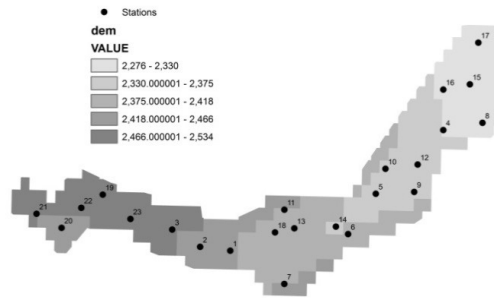 Stations
dem
VALUE
2,276 - 2,330
2,330.000001 - 2,375
2,375.000001 - 2,418
2,418.000001 - 2,466
2,466.000001 - 2,534
17
15
16
8
4
12
10
9
5
19
22
11
21
14
20
23
3
18
13
6
2
1
7